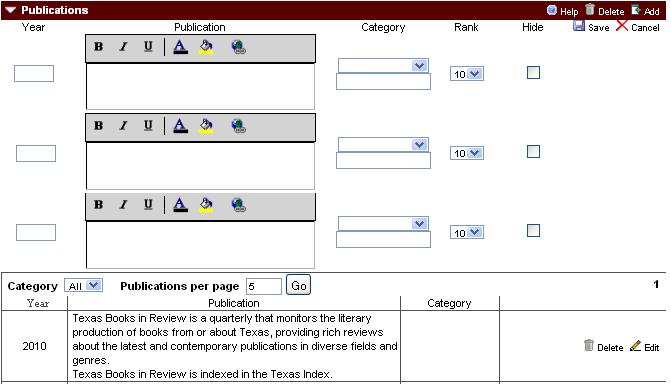 Publications Help Delete Add
Year Publication Category Rank Hide Save Cancel
B I U A
10
B I U A
10
B I U A
10
Category All Publications per page 5 Go 1
Year Publication Category
Texas Books in Review is a quarterly that monitors the literary
production of books from or about Texas, providing rich reviews
2010 about the latest and contemporary publications in diverse fields and Delete Edit
genres.
Texas Books in Review is indexed in the Texas Index.